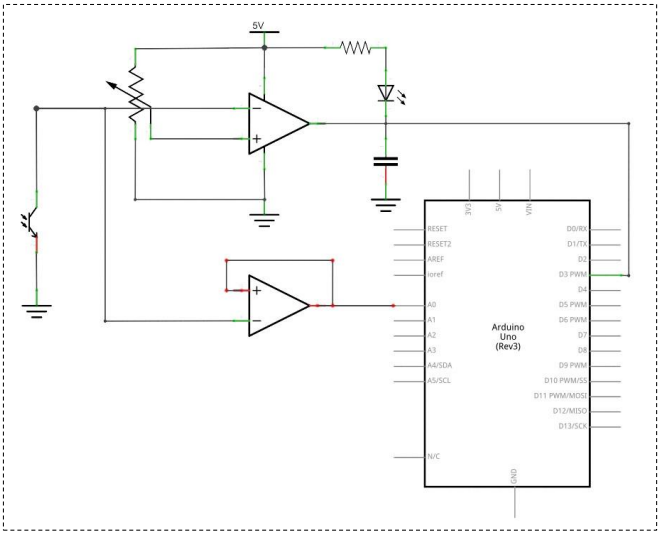 5V
3V3
5V
VIN
RESET
RESET2
AREF
ioref
A0
A1
A2
A3
A4/SDA
A5/SCL
N/C
Arduino
Uno
(Rev3)
D0/RX
D1/TX
D2
D3 PWM
D4
D5 PWM
D6 PWM
D7
D8
D9 PWM
D10 PWM/SS
D11 PWM/MOSI
D12/MISO
D13/SCK
GND